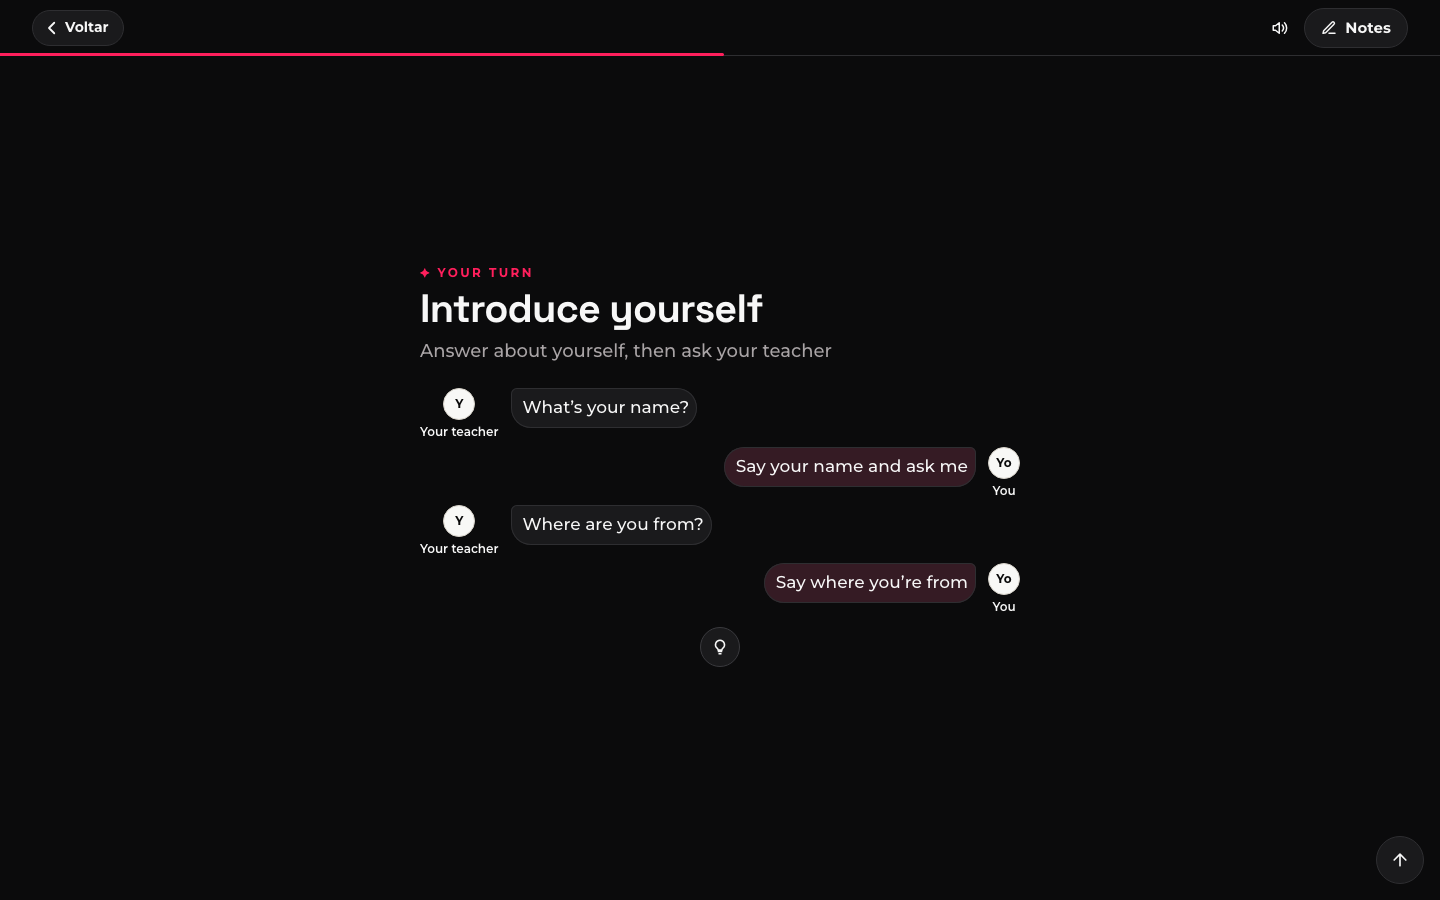 Voltar
Notes
YOUR TURN
Introduce yourself
Answer about yourself, then ask your teacher
Y
What’s your name?
Your teacher
Say your name and ask me
Yo
You
Y
Where are you from?
Your teacher
Say where you’re from
Yo
You